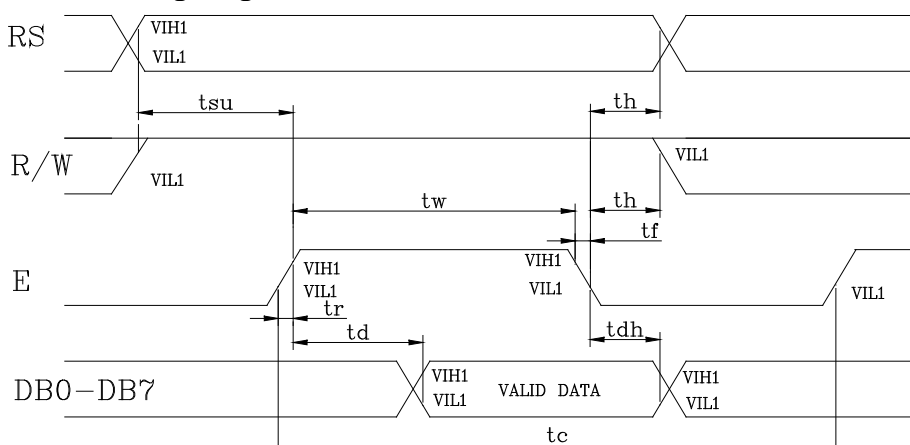 RS VIH1
VIL1
tsu th
R/W VIL1
VIL1
tw th
tf
E VIH1 VIH1
VIL1 VIL1 VIL1
tr
td tdh
DB0-DB7 VIH1 VALID DATA VIH1
VIL1 VIL1
tc